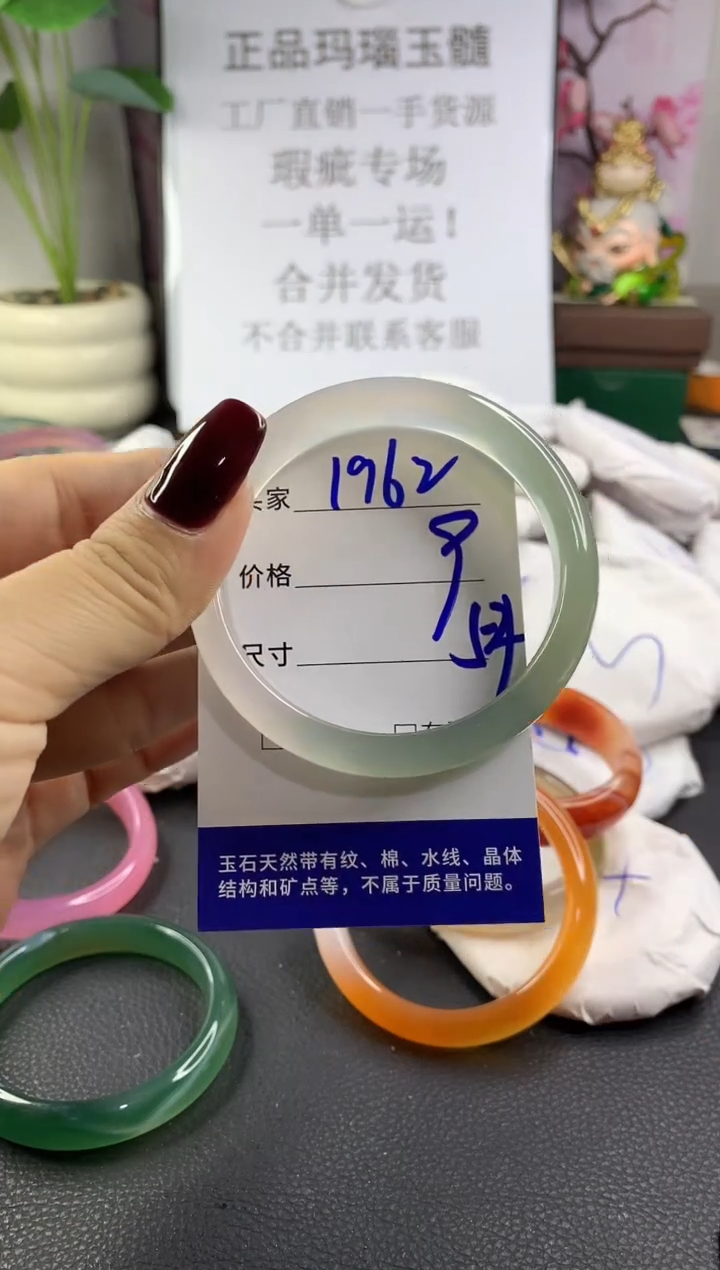 正品玛瑙玉髓
工厂直销一手货源
瑕疵专场
一单一运！
合并发货
不合并联系客服
家 1962
价格
尺寸
玉石天然带有纹、棉、水线、晶体
结构和矿点等，不属于质量问题。